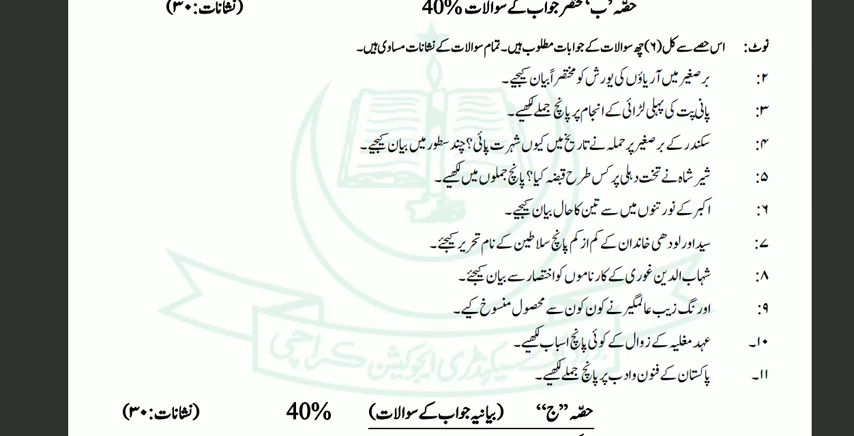 حصّہ ’ب‘ مختصر جواب کے سوالات 40% (نشانات: ۳۰)
نوٹ: اس حصے سے کل (۶) چھ سوالات کے جوابات مطلوب ہیں۔ تمام سوالات کے نشانات مساوی ہیں۔
۲: برصغیر میں آریاؤں کی یورش کو مختصراً بیان کیجیے۔
۳: پانی پت کی پہلی لڑائی کے انجام پر پانچ جملے لکھیے۔
۴: سکندر کے برصغیر پر حملہ نے تاریخ میں کیوں شہرت پائی؟ چند سطور میں بیان کیجیے۔
۵: شیر شاہ نے تخت دہلی پر کس طرح قبضہ کیا؟ پانچ جملوں میں لکھیے۔
۶: اکبر کے نورتنوں میں سے تین کا حال بیان کیجیے۔
۷: سید اور لودھی خاندان کے کم از کم پانچ سلاطین کے نام تحریر کیجئے۔
۸: شہاب الدین غوری کے کارناموں کو اختصار سے بیان کیجئے۔
۹: اورنگ زیب عالمگیر نے کون کون سے محصول منسوخ کیے۔
۱۰۔ عہد مغلیہ کے زوال کے کوئی پانچ اسباب لکھیے۔
۱۱۔ پاکستان کے فنون و ادب پر پانچ جملے لکھیے۔
حصّہ ’’ج‘‘ (بیانیہ جواب کے سوالات) 40% (نشانات: ۳۰)